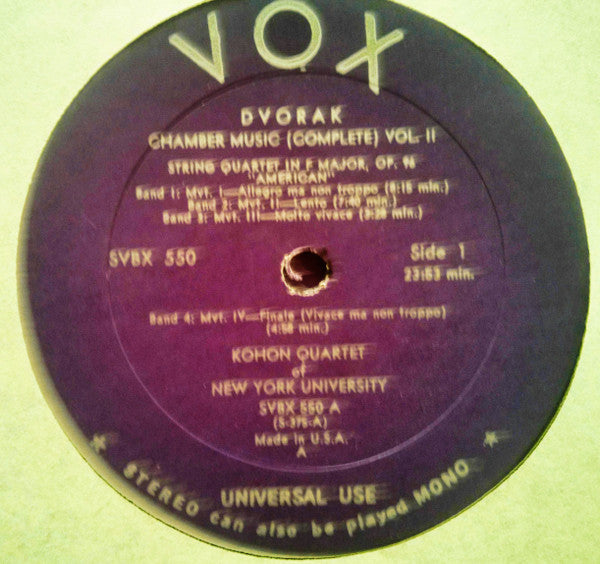 VOX
DVORAK
CHAMBER MUSIC (COMPLETE) VOL. II
STRING QUARTET IN F MAJOR, OP. 96
"AMERICAN"
Band 1: Mvt. I—Allegro ma non troppo (8:15 min.)
Band 2: Mvt. II—Lento (7:40 min.)
Band 3: Mvt. III—Molto vivace (3:28 min.)
SVBX 550
Side 1
23:53 min.
Band 4: Mvt. IV—Finale (Vivace ma non troppo)
(4:58 min.)
KOHON QUARTET
of
NEW YORK UNIVERSITY
SVBX 550 A
(S-375-A)
Made in U.S.A.
A
UNIVERSAL USE
* STEREO can also be played MONO *